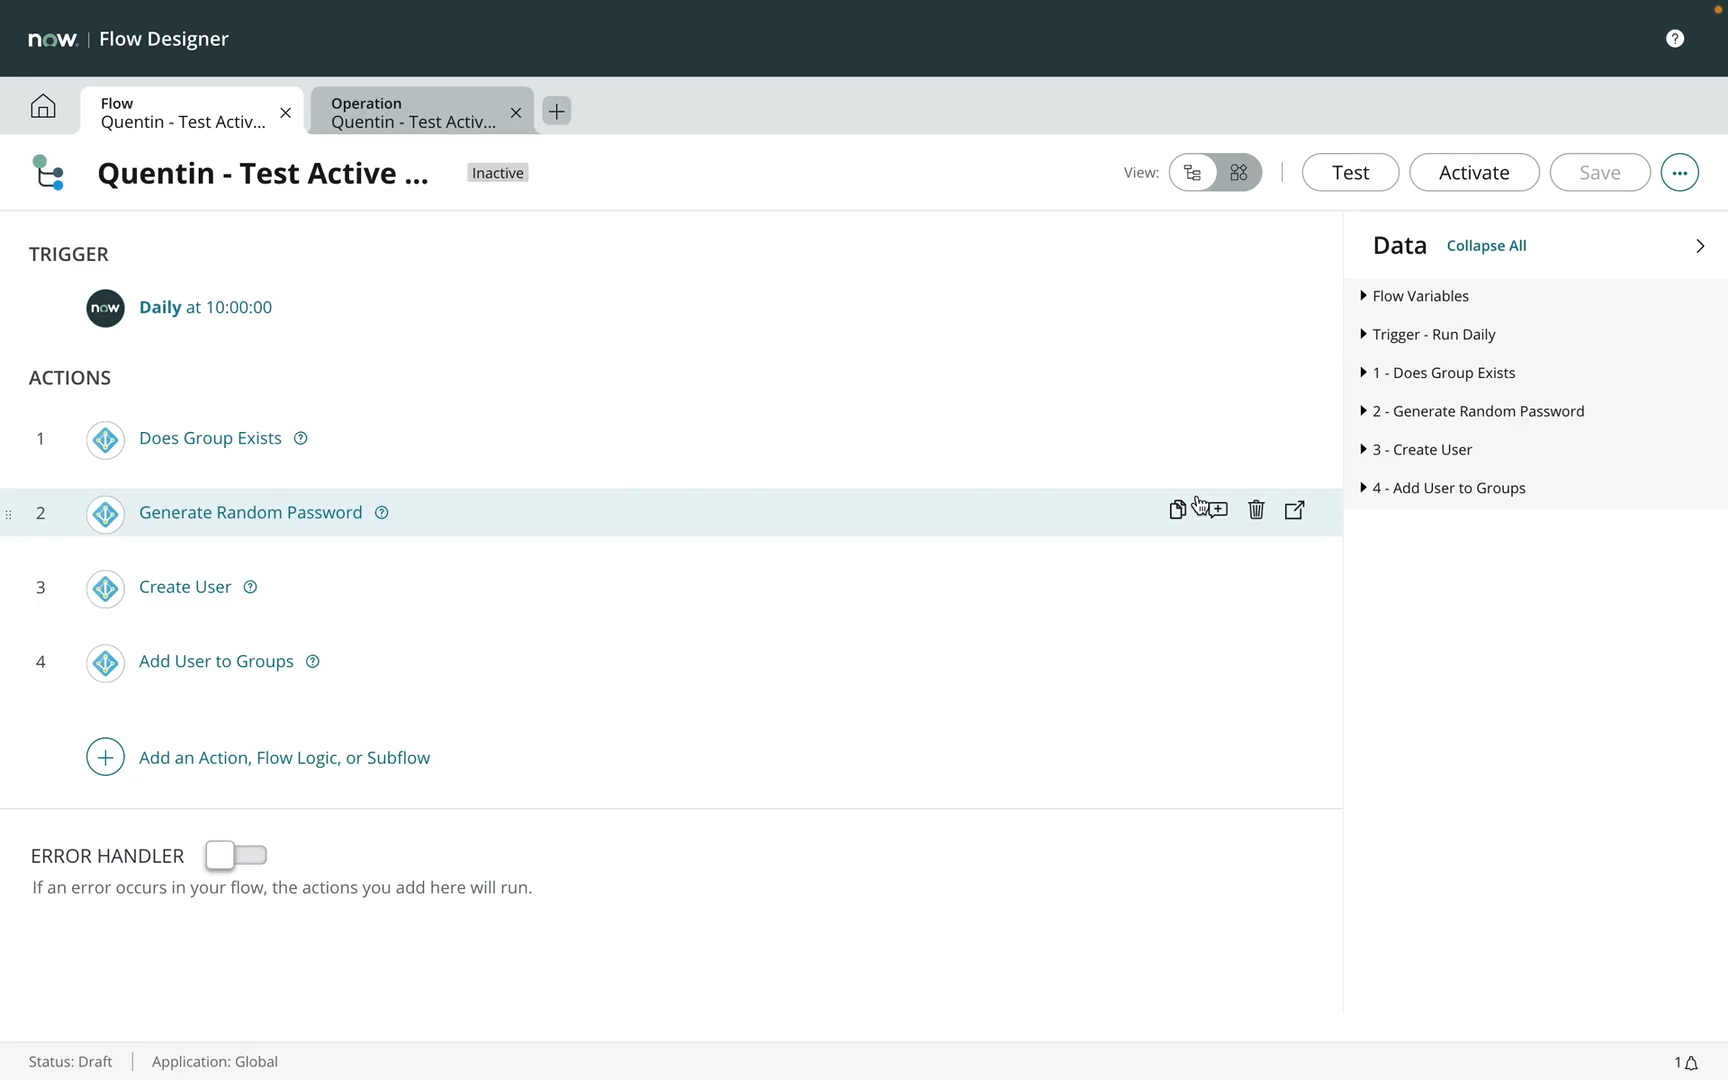 now. | Flow Designer
Flow
Quentin - Test Activ...
Operation
Quentin - Test Activ...
Quentin - Test Active ...
Inactive
View:
Test
Activate
Save
TRIGGER
now
Daily at 10:00:00
ACTIONS
1
Does Group Exists
2
Generate Random Password
3
Create User
4
Add User to Groups
Add an Action, Flow Logic, or Subflow
ERROR HANDLER
If an error occurs in your flow, the actions you add here will run.
Data
Collapse All
Flow Variables
Trigger - Run Daily
1 - Does Group Exists
2 - Generate Random Password
3 - Create User
4 - Add User to Groups
Status: Draft
Application: Global
1